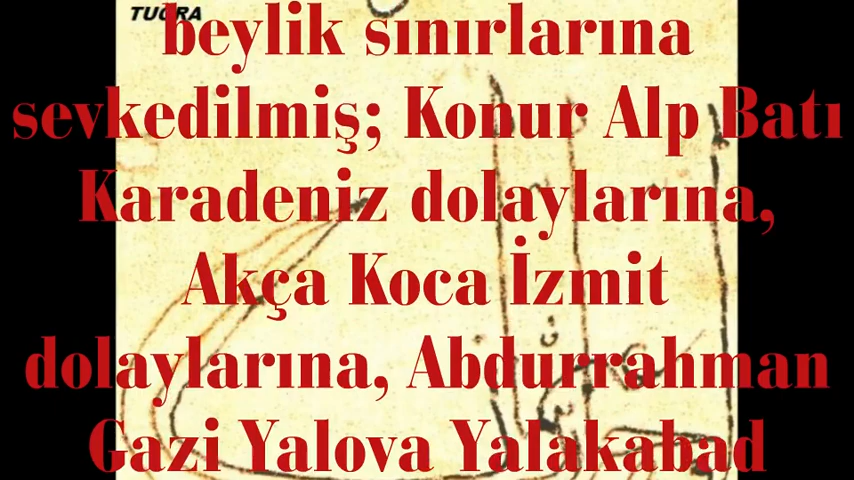 TUĞRA
beylik sınırlarına
sevkedilmiş; Konur Alp Batı
Karadeniz dolaylarına,
Akça Koca İzmit
dolaylarına, Abdurrahman
Gazi Yalova Yalakabad